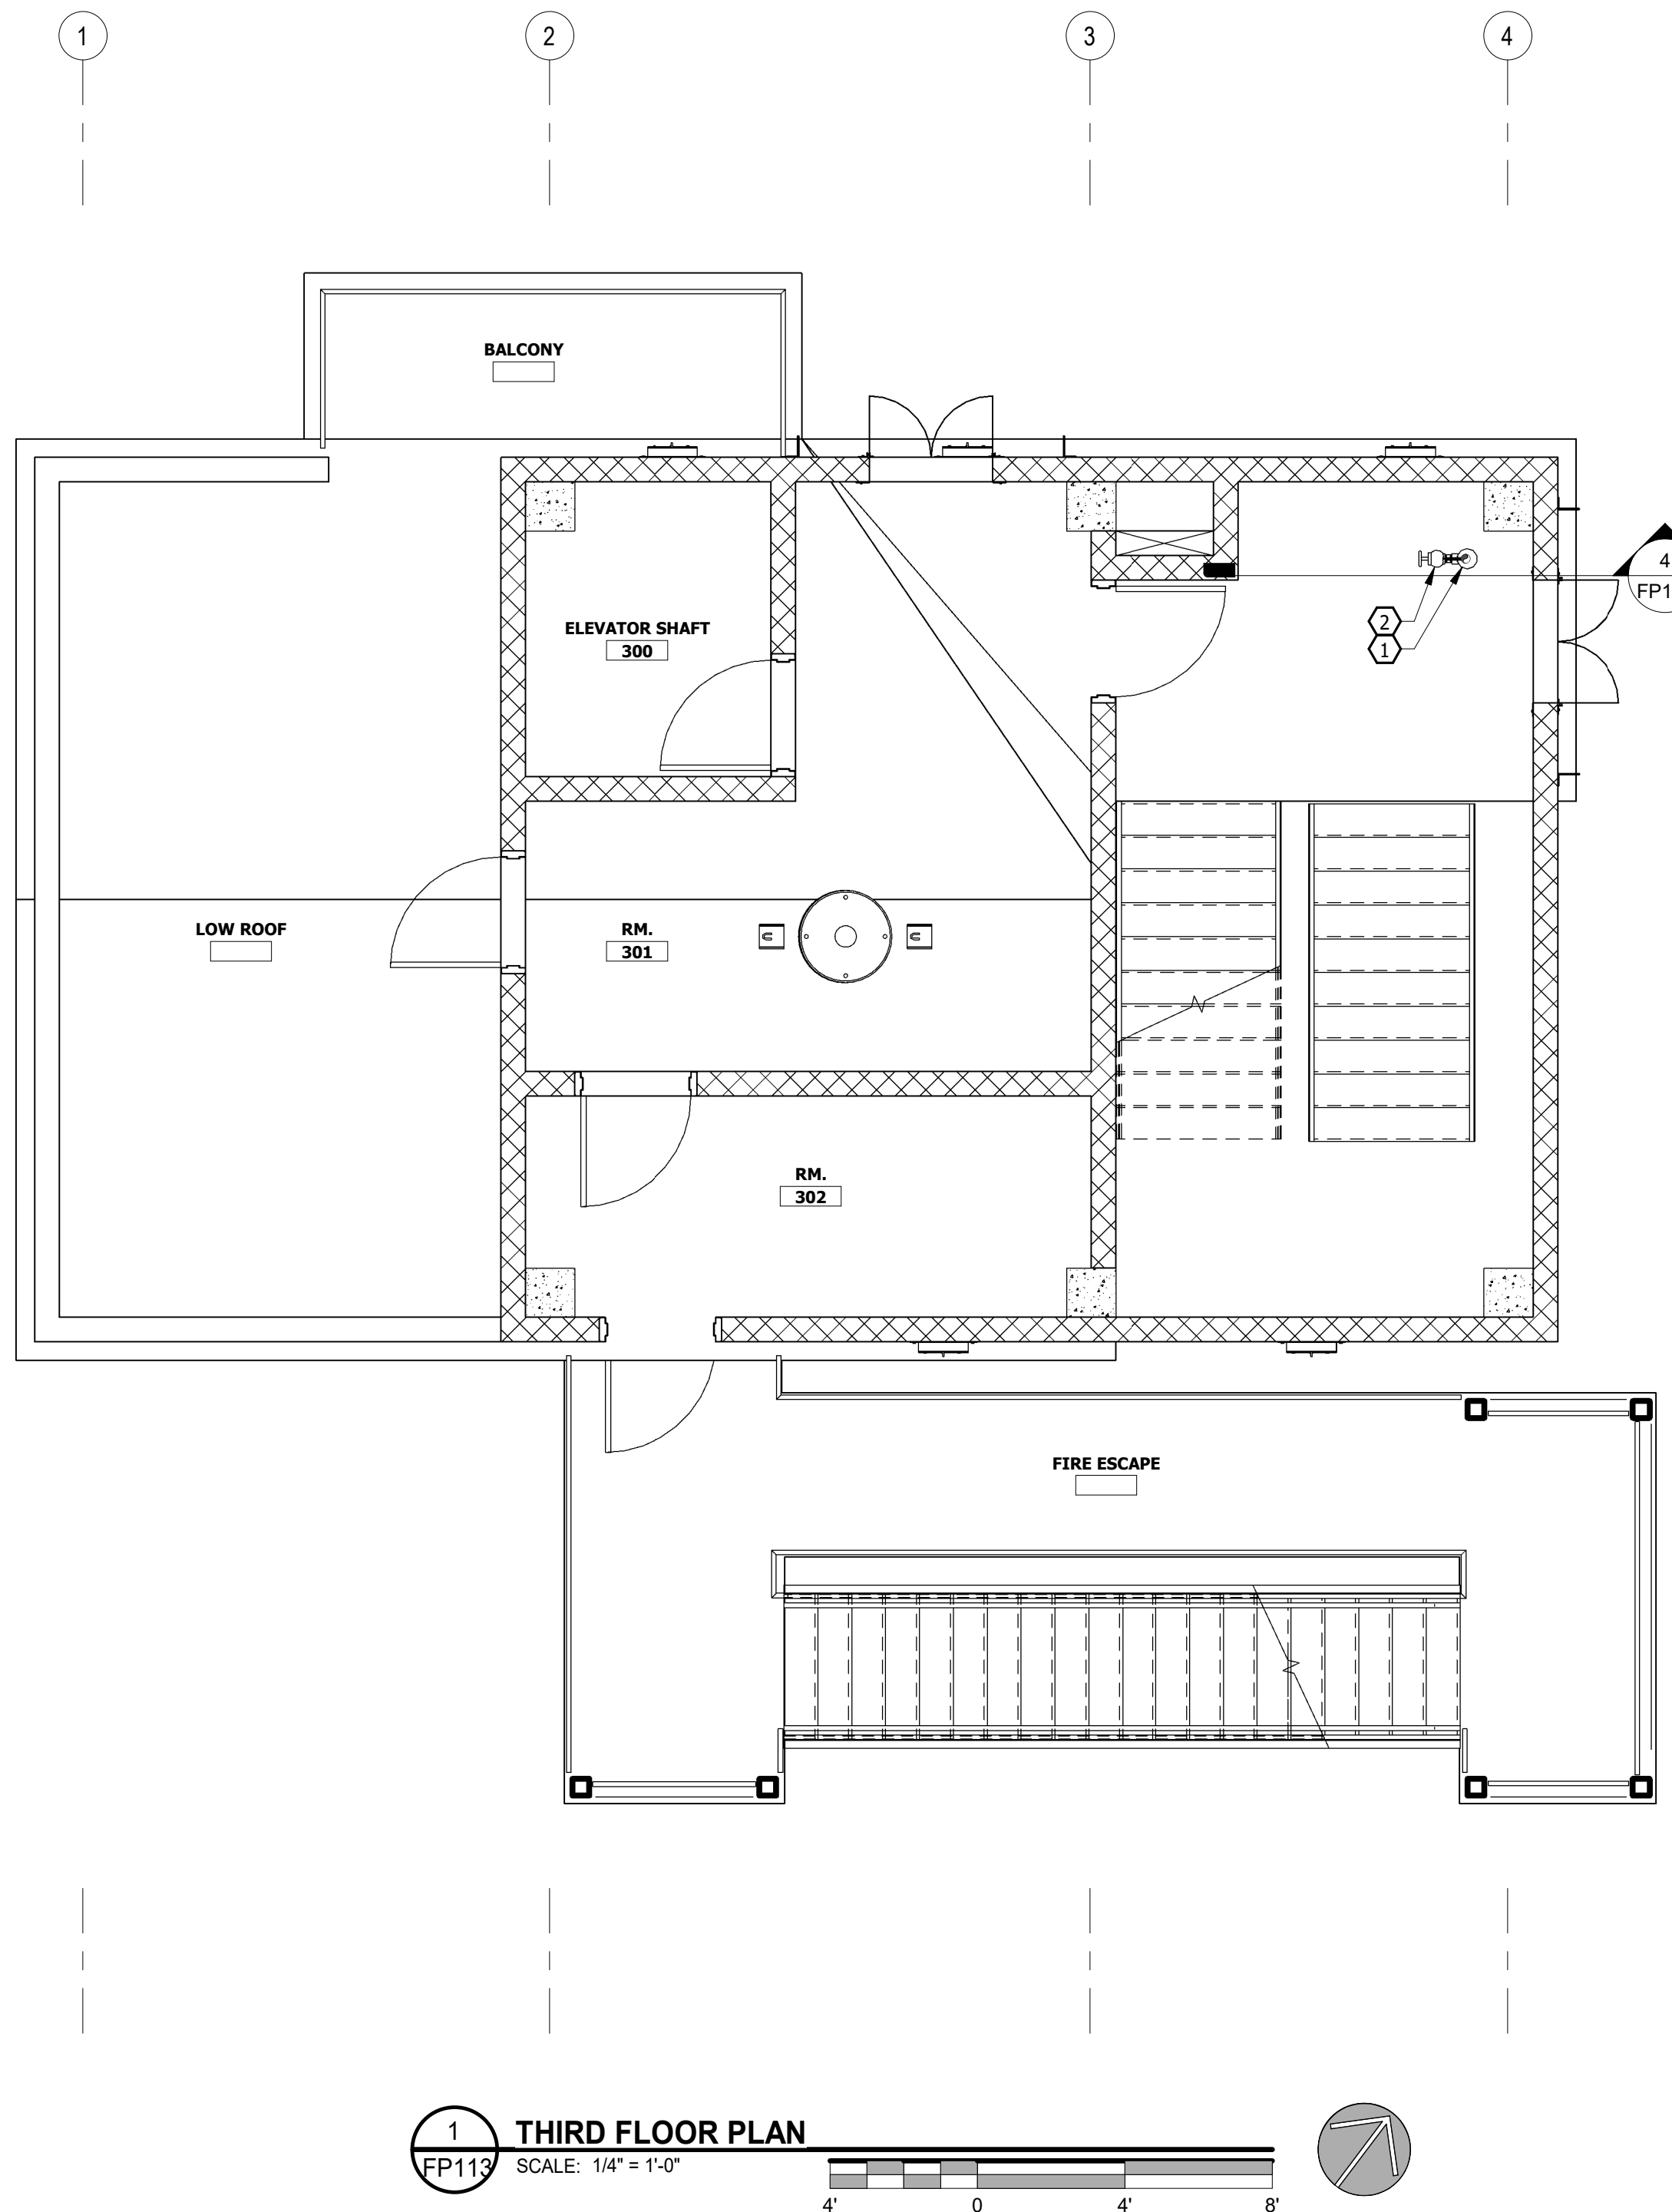 1
2
3
4
BALCONY
4
FP1
ELEVATOR SHAFT
300
2
1
LOW ROOF
RM.
301
RM.
302
FIRE ESCAPE
1
FP113
THIRD FLOOR PLAN
SCALE: 1/4" = 1'-0"
4' 0 4' 8'